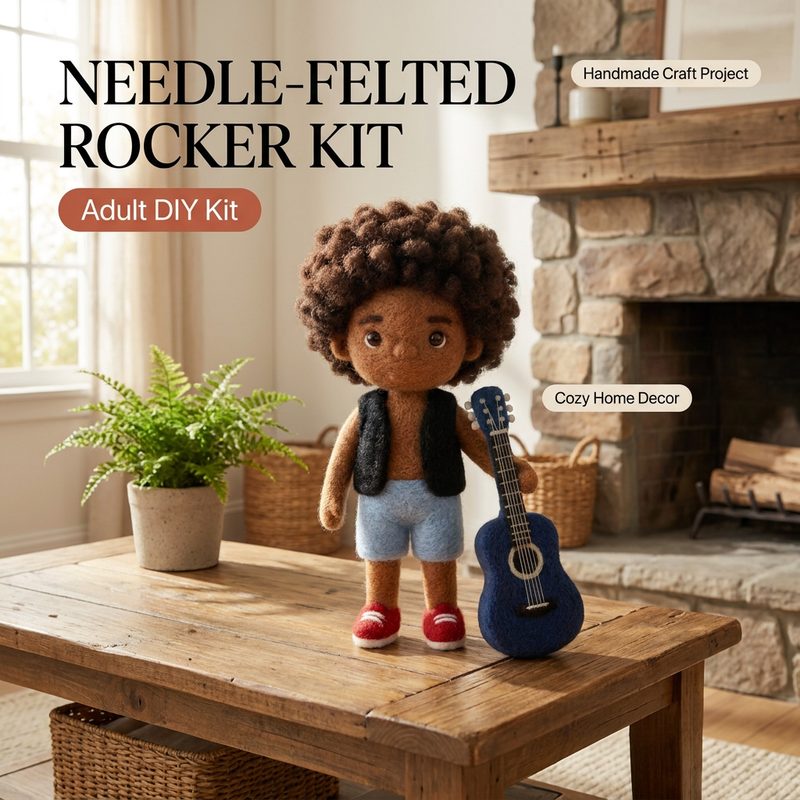 NEEDLE-FELTED
ROCKER KIT
Adult DIY Kit
Handmade Craft Project
Cozy Home Decor